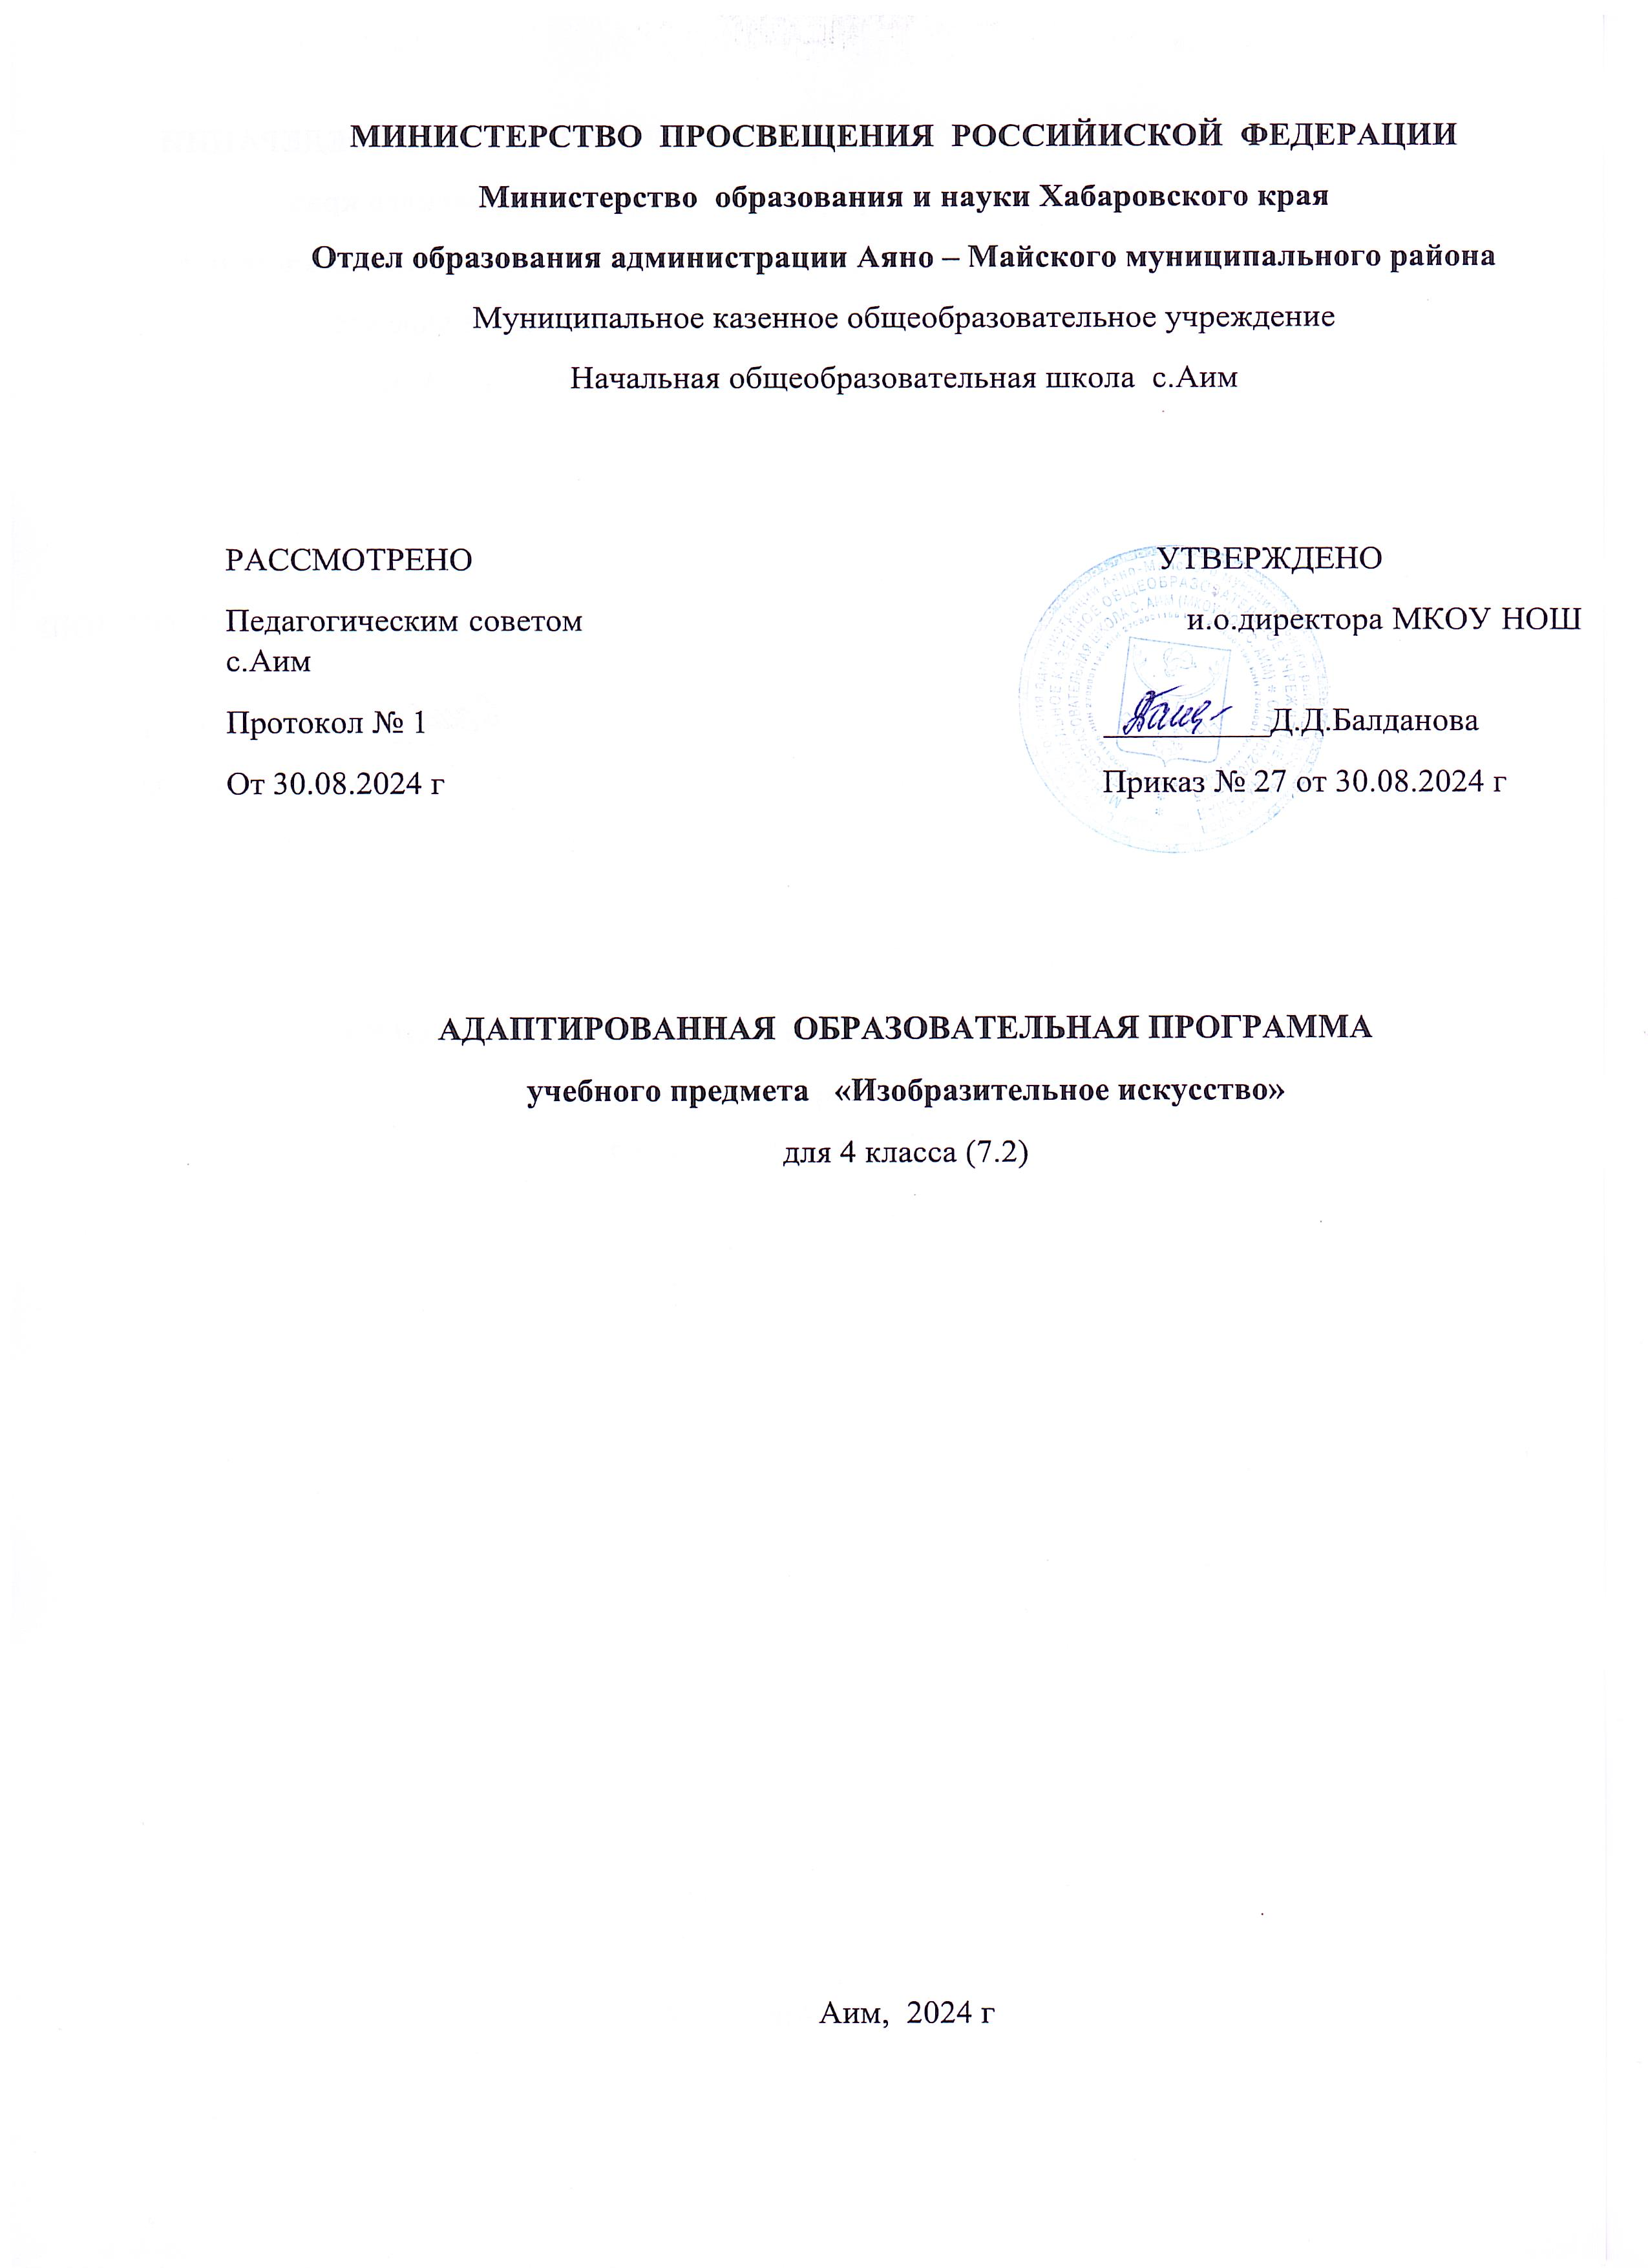 МИНИСТЕРСТВО ПРОСВЕЩЕНИЯ РОССИЙИСКОЙ ФЕДЕРАЦИИ
Министерство образования и науки Хабаровского края
Отдел образования администрации Аяно – Майского муниципального района
Муниципальное казенное общеобразовательное учреждение
Начальная общеобразовательная школа с.Аим
РАССМОТРЕНО
Педагогическим советом
с.Аим
Протокол № 1
От 30.08.2024 г
УТВЕРЖДЕНО
и.о.директора МКОУ НОШ
Д.Д.Балданова
Приказ № 27 от 30.08.2024 г
АДАПТИРОВАННАЯ ОБРАЗОВАТЕЛЬНАЯ ПРОГРАММА
учебного предмета «Изобразительное искусство»
для 4 класса (7.2)
Аим, 2024 г